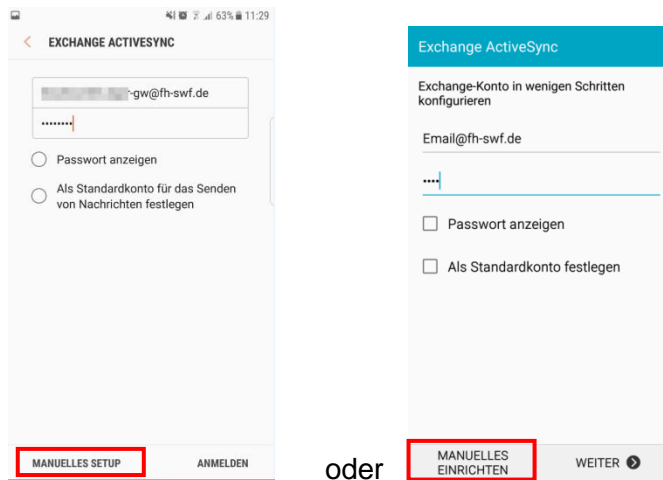 63% 11:29
EXCHANGE ACTIVESYNC
-gw@fh-swf.de
••••••••
Passwort anzeigen
Als Standardkonto für das Senden
von Nachrichten festlegen
MANUELLES SETUP
ANMELDEN
oder
Exchange ActiveSync
Exchange-Konto in wenigen Schritten
konfigurieren
Email@fh-swf.de
••••
Passwort anzeigen
Als Standardkonto festlegen
MANUELLES
EINRICHTEN
WEITER